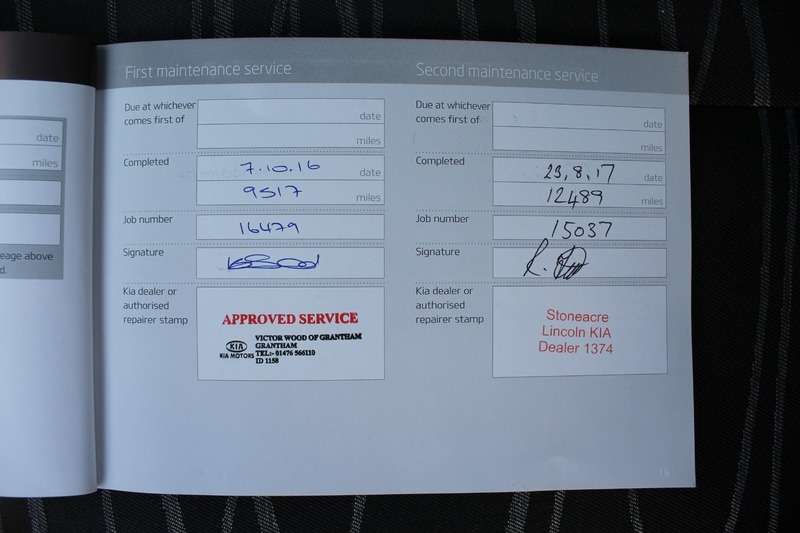 First maintenance service
Due at whichever
comes first of
date
miles
Completed
7.10.16 date
9517 miles
Job number
16479
Signature
Kia dealer or
authorised
repairer stamp
APPROVED SERVICE
VICTOR WOOD OF GRANTHAM
GRANTHAM
TEL:- 01476 566110
ID 1158
KIA
KIA MOTORS
Second maintenance service
Due at whichever
comes first of
date
miles
Completed
23,8,17 date
12489 miles
Job number
15037
Signature
Kia dealer or
authorised
repairer stamp
Stoneacre
Lincoln KIA
Dealer 1374
date
miles
eage above
d.